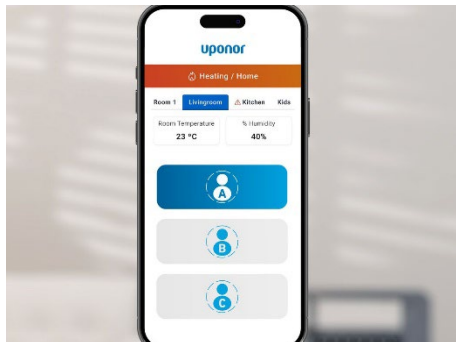 uponor
Heating / Home
Room 1 Livingroom Kitchen Kids
Room Temperature % Humidity
23 °C 40%
A
B
C